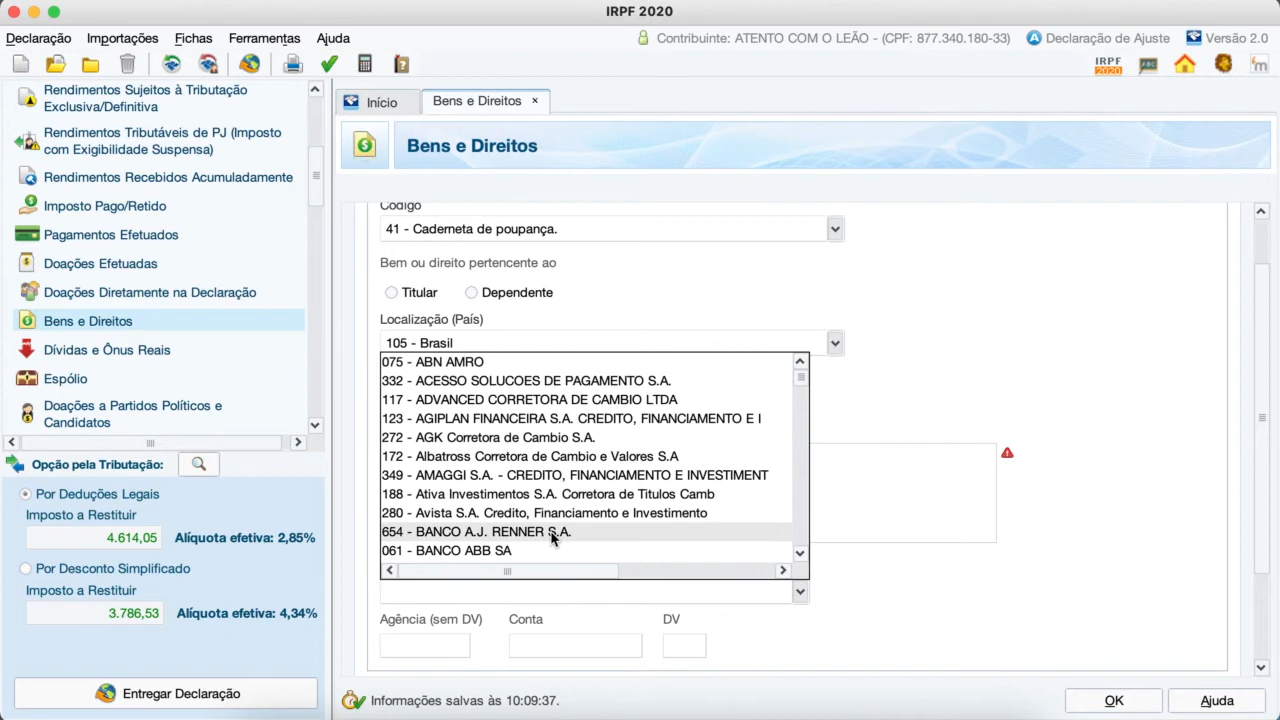 IRPF 2020
Declaração Importações Fichas Ferramentas Ajuda
Contribuinte: ATENTO COM O LEÃO - (CPF: 877.340.180-33) Declaração de Ajuste Versão 2.0
IRPF
2020
ABC
Rendimentos Sujeitos à Tributação
Exclusiva/Definitiva
Rendimentos Tributáveis de PJ (Imposto
com Exigibilidade Suspensa)
Rendimentos Recebidos Acumuladamente
Imposto Pago/Retido
Pagamentos Efetuados
Doações Efetuadas
Doações Diretamente na Declaração
Bens e Direitos
Dívidas e Ônus Reais
Espólio
Doações a Partidos Políticos e
Candidatos
Opção pela Tributação:
Por Deduções Legais
Imposto a Restituir
4.614,05 Alíquota efetiva: 2,85%
Por Desconto Simplificado
Imposto a Restituir
3.786,53 Alíquota efetiva: 4,34%
Entregar Declaração
Início
Bens e Direitos ×
Bens e Direitos
Código
41 - Caderneta de poupança.
Bem ou direito pertencente ao
Titular Dependente
Localização (País)
105 - Brasil
075 - ABN AMRO
332 - ACESSO SOLUCOES DE PAGAMENTO S.A.
117 - ADVANCED CORRETORA DE CAMBIO LTDA
123 - AGIPLAN FINANCEIRA S.A. CREDITO, FINANCIAMENTO E I
272 - AGK Corretora de Cambio S.A.
172 - Albatross Corretora de Cambio e Valores S.A
349 - AMAGGI S.A. - CREDITO, FINANCIAMENTO E INVESTIMENT
188 - Ativa Investimentos S.A. Corretora de Titulos Camb
280 - Avista S.A. Credito, Financiamento e Investimento
654 - BANCO A.J. RENNER S.A.
061 - BANCO ABB SA
Agência (sem DV) Conta DV
Informações salvas às 10:09:37.
OK Ajuda